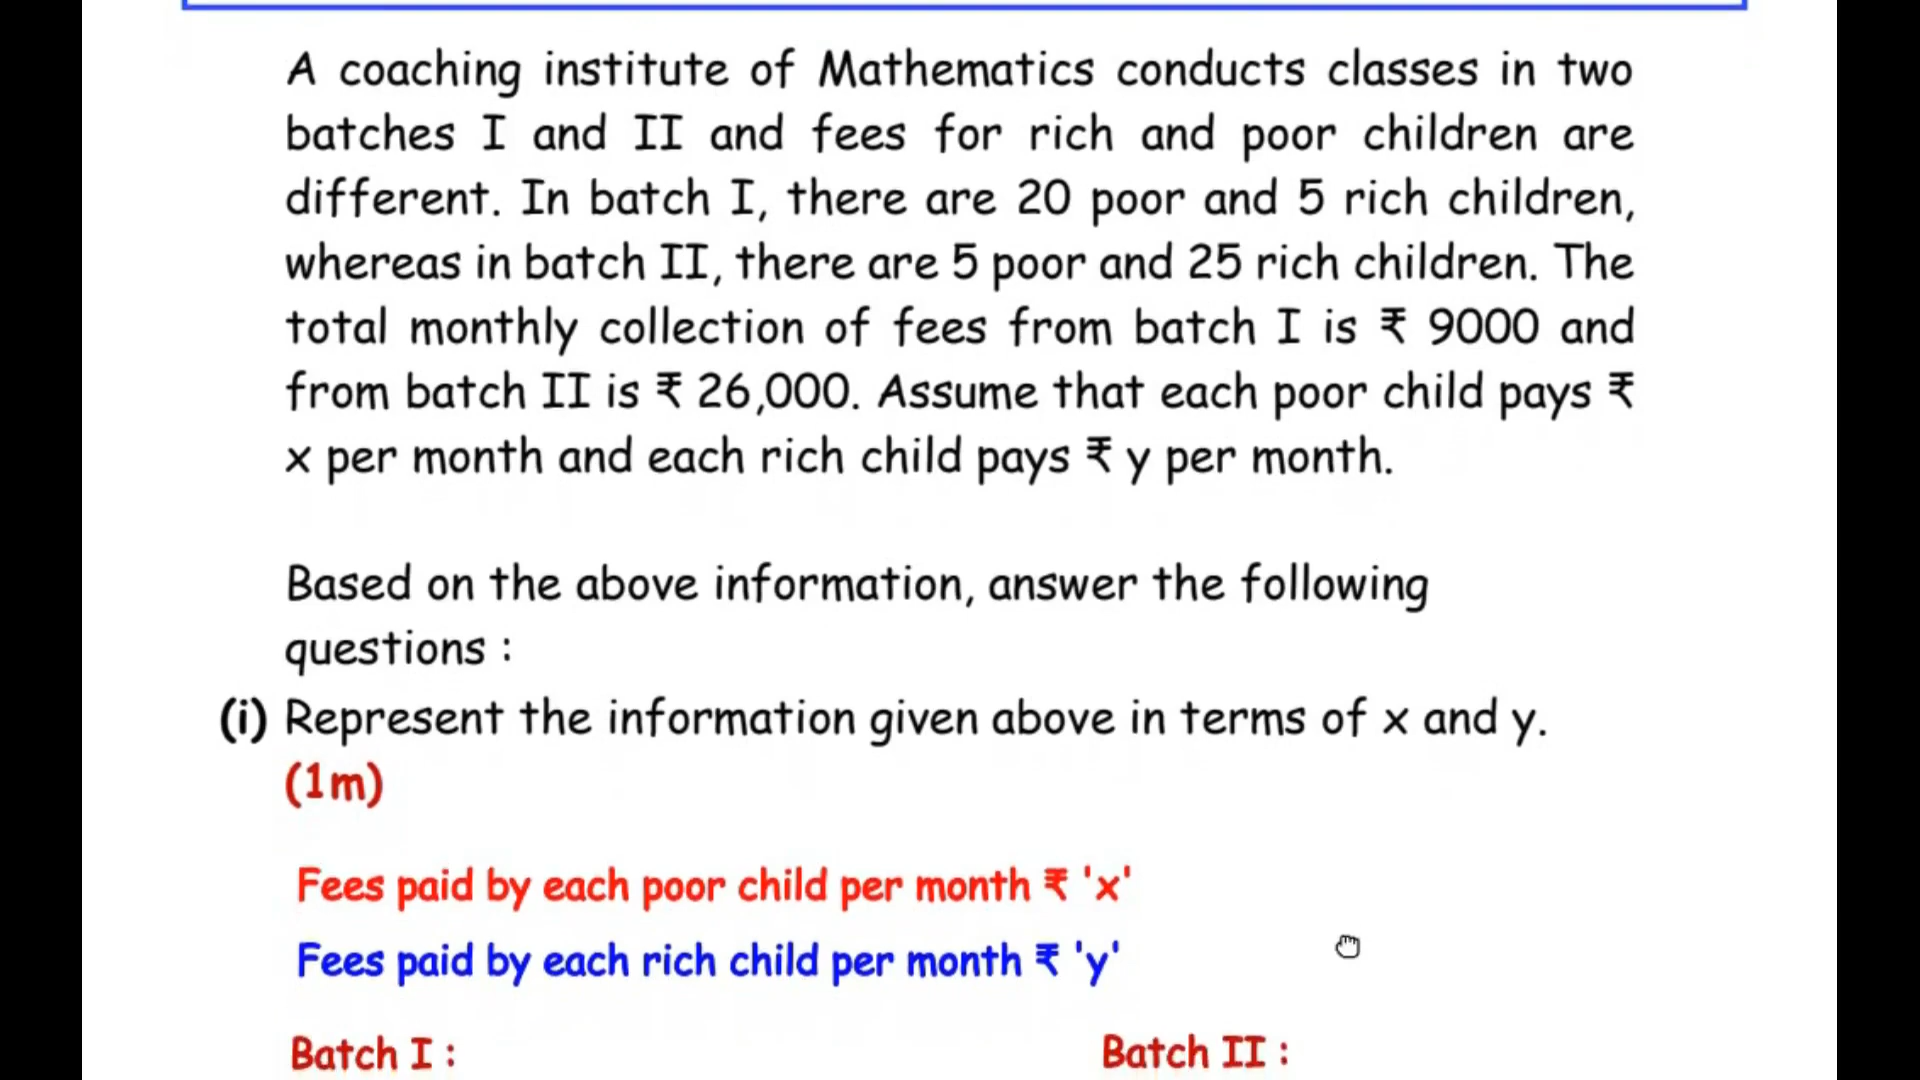 A coaching institute of Mathematics conducts classes in two
batches I and II and fees for rich and poor children are
different. In batch I, there are 20 poor and 5 rich children,
whereas in batch II, there are 5 poor and 25 rich children. The
total monthly collection of fees from batch I is ₹ 9000 and
from batch II is ₹ 26,000. Assume that each poor child pays ₹
x per month and each rich child pays ₹ y per month.
Based on the above information, answer the following
questions :
(i) Represent the information given above in terms of x and y.
(1m)
Fees paid by each poor child per month ₹ 'x'
Fees paid by each rich child per month ₹ 'y'
Batch I : Batch II :